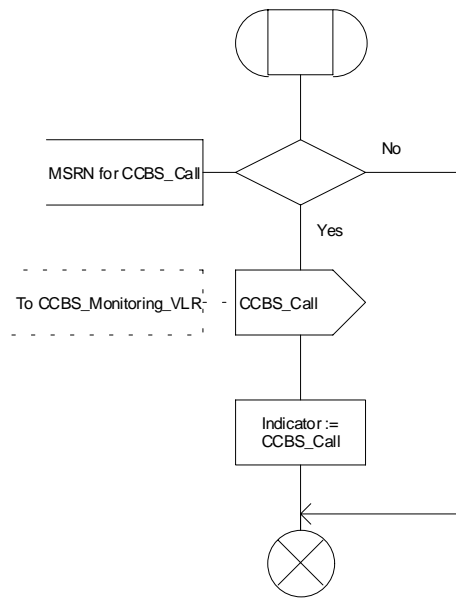 No
MSRN for CCBS_Call
Yes
To CCBS_Monitoring_VLR
CCBS_Call
Indicator :=
CCBS_Call